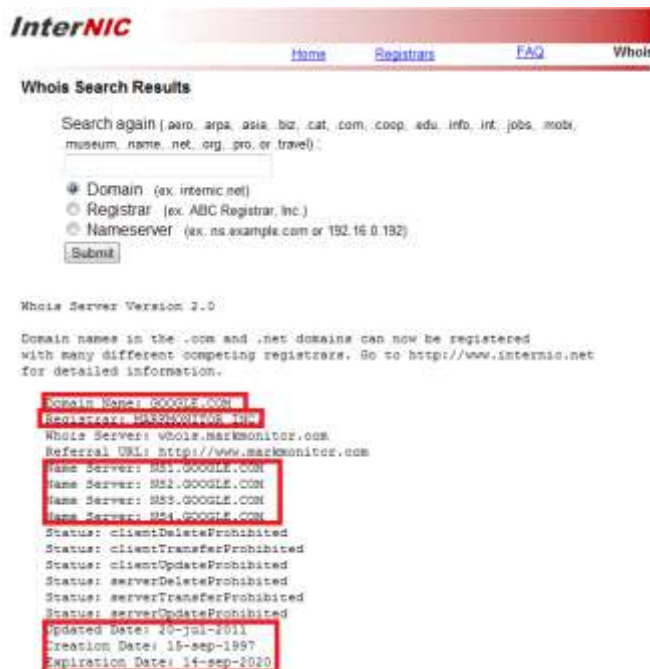 InterNIC
Home Registrars FAQ Whois
Whois Search Results
Search again (.aero, .arpa, .asia, .biz, .cat, .com, .coop, .edu, .info, .int, .jobs, .mobi,
.museum, .name, .net, .org, .pro, or .travel) :
Domain (ex. internic.net)
Registrar (ex. ABC Registrar, Inc.)
Nameserver (ex. ns.example.com or 192.16.0.192)
Submit
Whois Server Version 2.0
Domain names in the .com and .net domains can now be registered
with many different competing registrars. Go to http://www.internic.net
for detailed information.
Domain Name: GOOGLE.COM
Registrar: MARKMONITOR INC.
Whois Server: whois.markmonitor.com
Referral URL: http://www.markmonitor.com
Name Server: NS1.GOOGLE.COM
Name Server: NS2.GOOGLE.COM
Name Server: NS3.GOOGLE.COM
Name Server: NS4.GOOGLE.COM
Status: clientDeleteProhibited
Status: clientTransferProhibited
Status: clientUpdateProhibited
Status: serverDeleteProhibited
Status: serverTransferProhibited
Status: serverUpdateProhibited
Updated Date: 20-jul-2011
Creation Date: 15-sep-1997
Expiration Date: 14-sep-2020